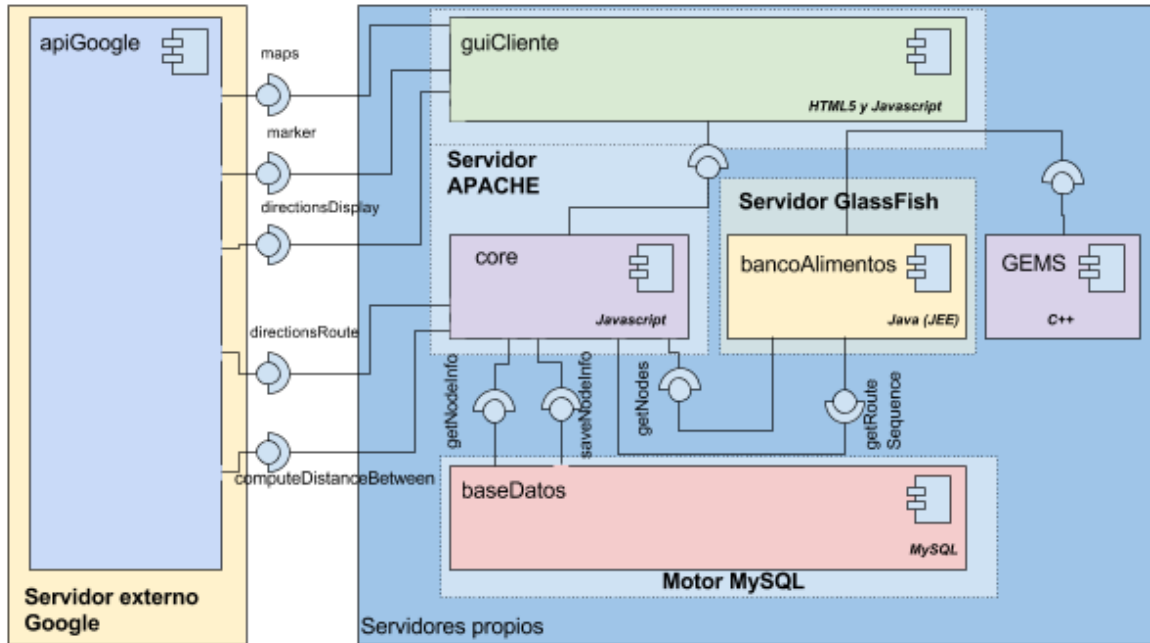 apiGoogle
maps
marker
directionsDisplay
directionsRoute
computeDistanceBetween
Servidor externo
Google
guiCliente
HTML5 y Javascript
Servidor
APACHE
Servidor GlassFish
core
Javascript
bancoAlimentos
Java (JEE)
GEMS
C++
getNodeInfo
saveNodeInfo
getNodes
getRoute
Sequence
baseDatos
MySQL
Motor MySQL
Servidores propios